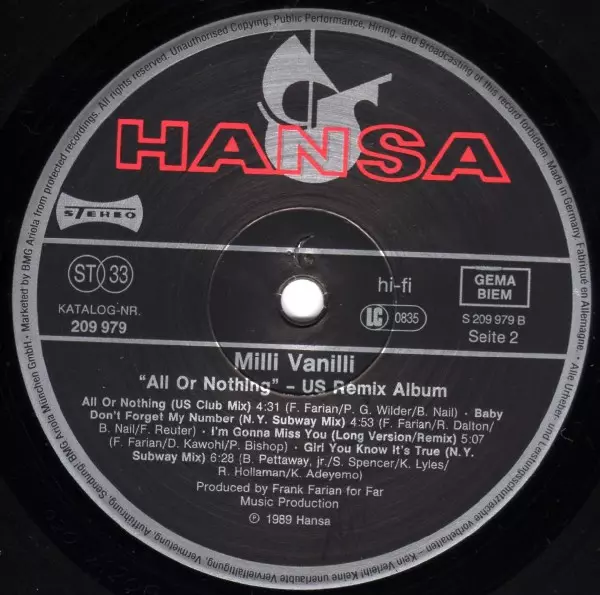 All rights reserved. Unauthorised Copying, Public Performance, Hiring, and Broadcasting of this record forbidden. Made in Germany. Fabriqué en Allemagne.
HANSA
STEREO
ST 33
hi-fi
GEMA
BIEM
KATALOG-NR.
209 979
LC 0835
S 209 979 B
Seite 2
Milli Vanilli
"All Or Nothing" – US Remix Album
All Or Nothing (US Club Mix) 4:31 (F. Farian/P. G. Wilder/B. Nail) · Baby
Don't Forget My Number (N.Y. Subway Mix) 4:53 (F. Farian/R. Dalton/
B. Nail/F. Reuter) · I'm Gonna Miss You (Long Version/Remix) 5:07
(F. Farian/D. Kawohl/P. Bishop) · Girl You Know It's True (N.Y.
Subway Mix) 6:28 (B. Pettaway, jr./S. Spencer/K. Lyles/
R. Hollaman/K. Adeyemo)
Produced by Frank Farian for Far
Music Production
℗ 1989 Hansa
Alle Urheber- und Leistungsschutzrechte vorbehalten – Kein Verleih! Keine unerlaubte Vervielfältigung, Vermietung, Aufführung, Sendung! BMG Ariola München GmbH · Marketed by BMG Ariola from protected recordings.